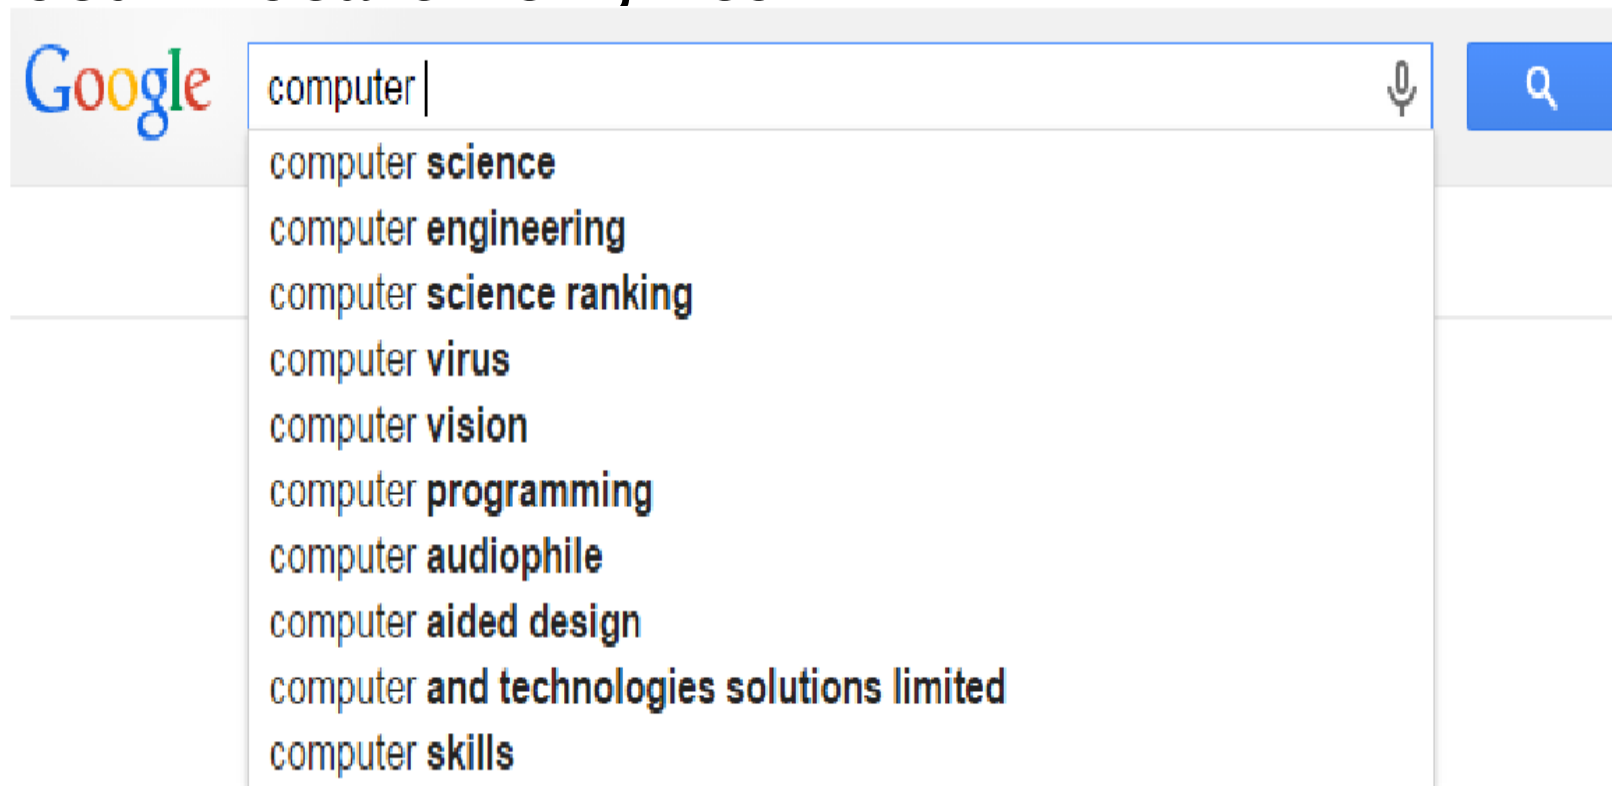 Google
computer
computer science
computer engineering
computer science ranking
computer virus
computer vision
computer programming
computer audiophile
computer aided design
computer and technologies solutions limited
computer skills